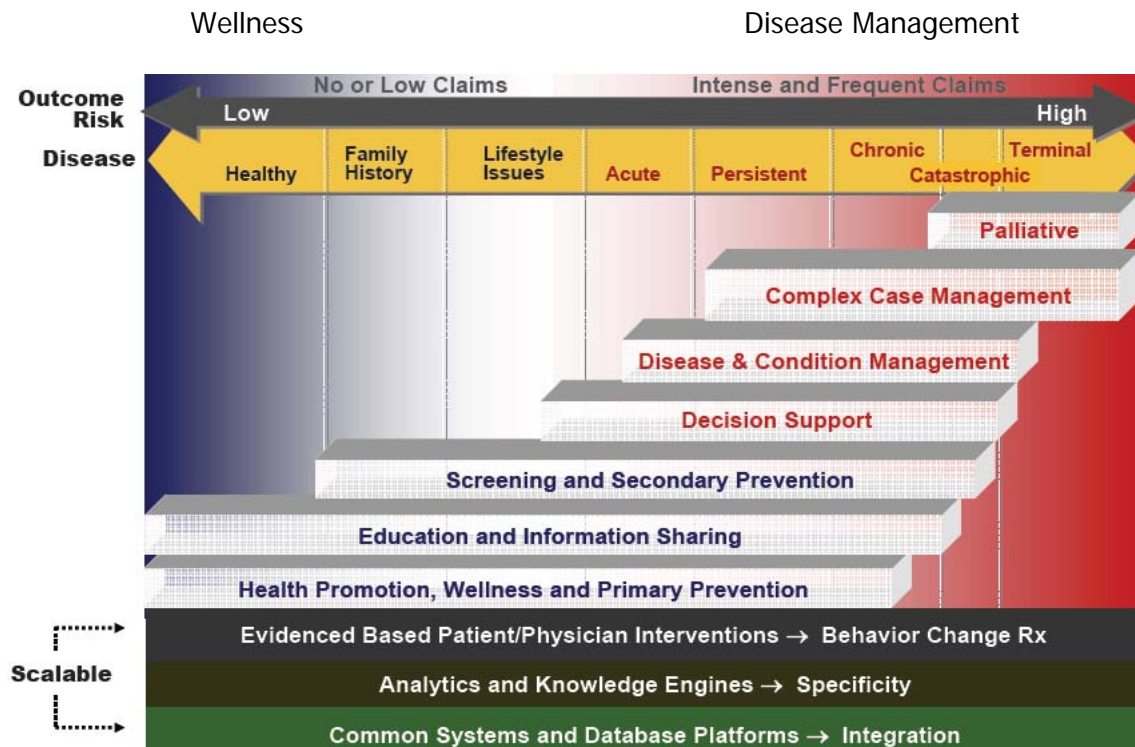 Wellness
Disease Management
No or Low Claims
Intense and Frequent Claims
Outcome
Risk
Low
High
Disease
Healthy
Family
History
Lifestyle
Issues
Acute
Persistent
Chronic
Terminal
Catastrophic
Palliative
Complex Case Management
Disease & Condition Management
Decision Support
Screening and Secondary Prevention
Education and Information Sharing
Health Promotion, Wellness and Primary Prevention
Scalable
Evidenced Based Patient/Physician Interventions → Behavior Change Rx
Analytics and Knowledge Engines → Specificity
Common Systems and Database Platforms → Integration